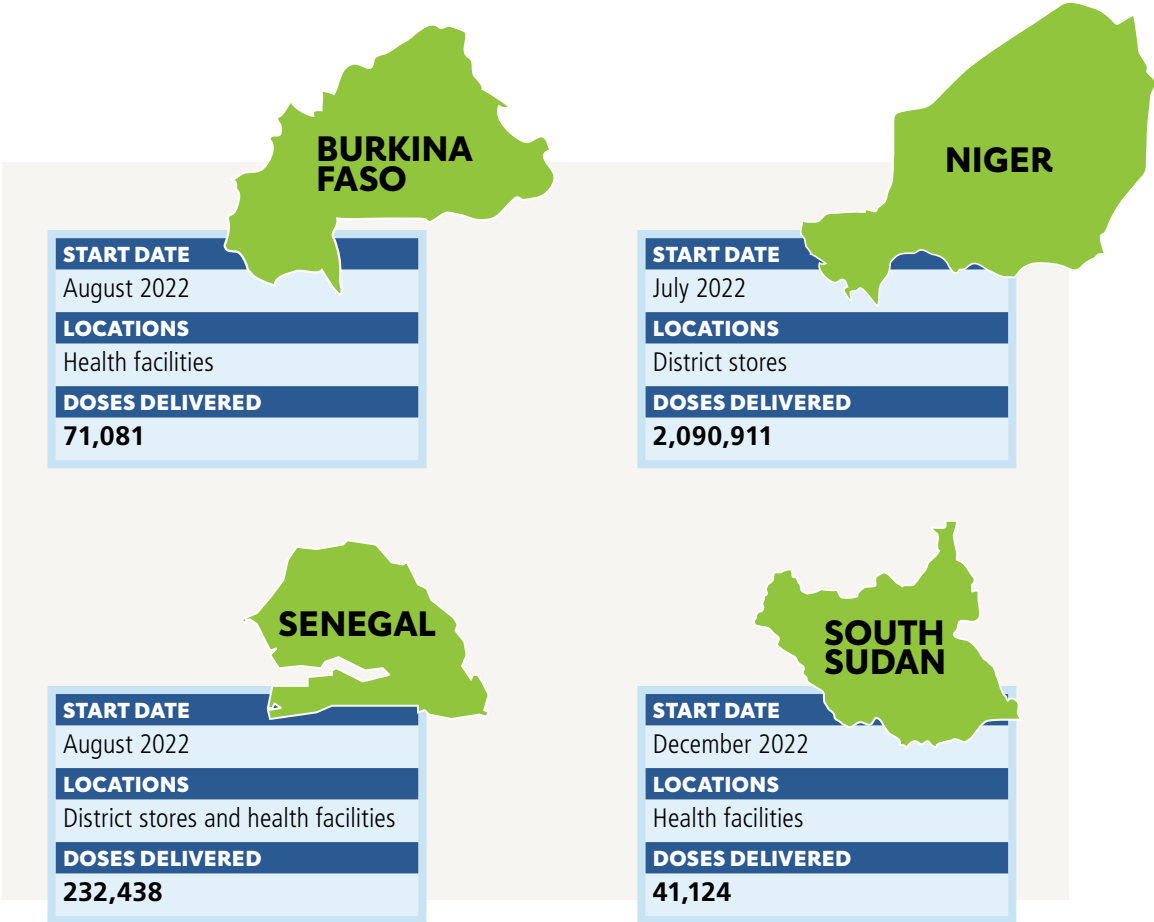 BURKINA
FASO
START DATE
August 2022
LOCATIONS
Health facilities
DOSES DELIVERED
71,081
NIGER
START DATE
July 2022
LOCATIONS
District stores
DOSES DELIVERED
2,090,911
SENEGAL
START DATE
August 2022
LOCATIONS
District stores and health facilities
DOSES DELIVERED
232,438
SOUTH
SUDAN
START DATE
December 2022
LOCATIONS
Health facilities
DOSES DELIVERED
41,124